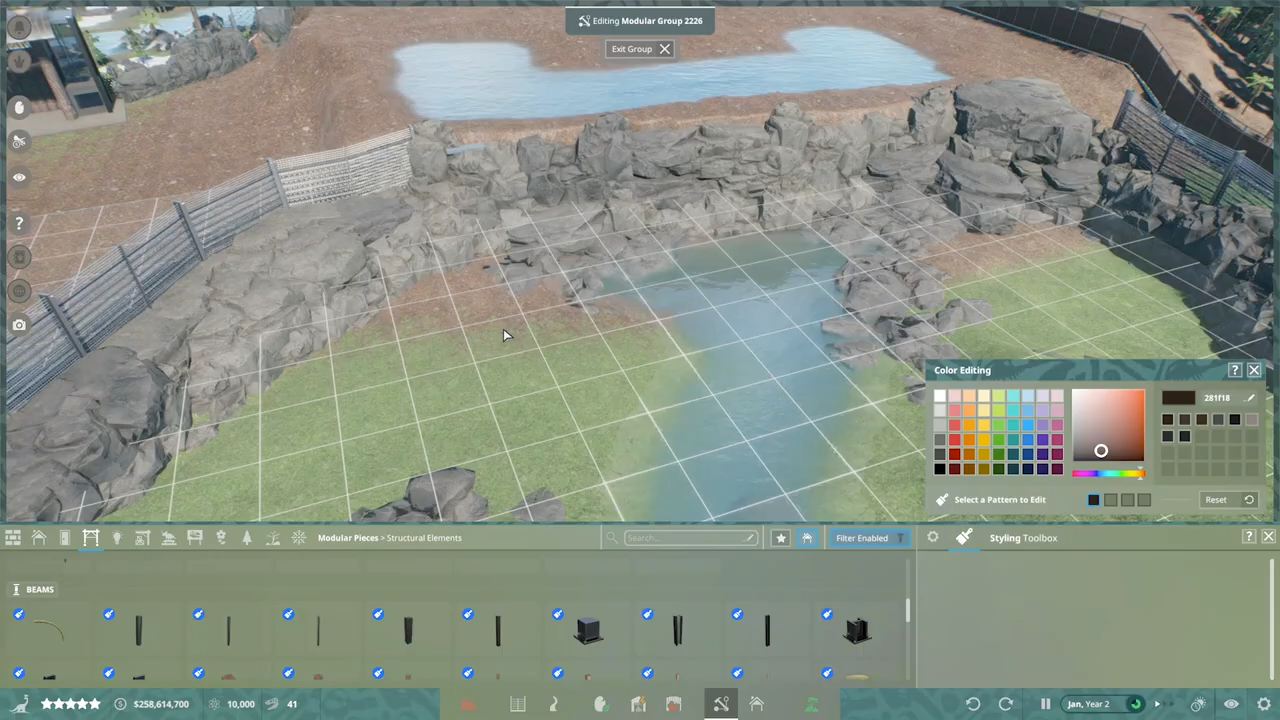 Editing Modular Group 2226
Exit Group
Color Editing
?
281f18
Select a Pattern to Edit
Reset
Modular Pieces > Structural Elements
Search...
Filter Enabled
Styling Toolbox
?
BEAMS
$258,614,700
10,000
41
Jan, Year 2
?